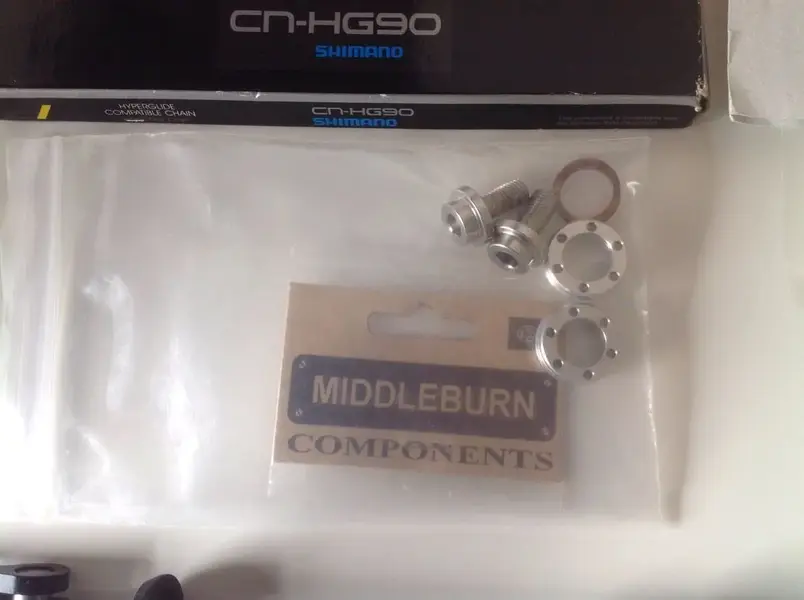 CN-HG90
SHIMANO
HYPERGLIDE
COMPATIBLE CHAIN
CN-HG90
SHIMANO
MIDDLEBURN
COMPONENTS